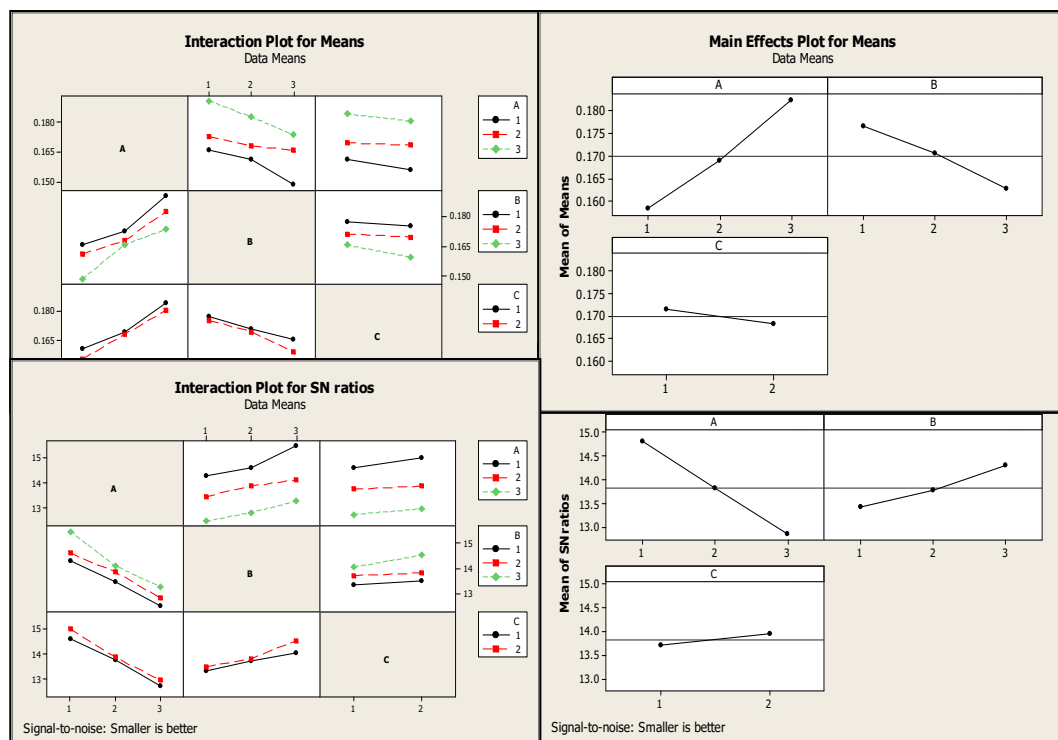 Interaction Plot for Means
Data Means
1 2 3
0.180
0.165
0.150
A
A
1
2
3
B
B
1
2
3
0.180
0.165
0.150
0.180
0.165
C
C
1
2
Main Effects Plot for Means
Data Means
A B
Mean of Means
0.180
0.175
0.170
0.165
0.160
1 2 3 1 2 3
C
0.180
0.175
0.170
0.165
0.160
1 2
Interaction Plot for SN ratios
Data Means
1 2 3
15
14
13
A
A
1
2
3
B
B
1
2
3
15
14
13
15
14
13
C
C
1
2
1 2 3 1 2
Signal-to-noise: Smaller is better
A B
Mean of SN ratios
15.0
14.5
14.0
13.5
13.0
1 2 3 1 2 3
C
15.0
14.5
14.0
13.5
13.0
1 2
Signal-to-noise: Smaller is better